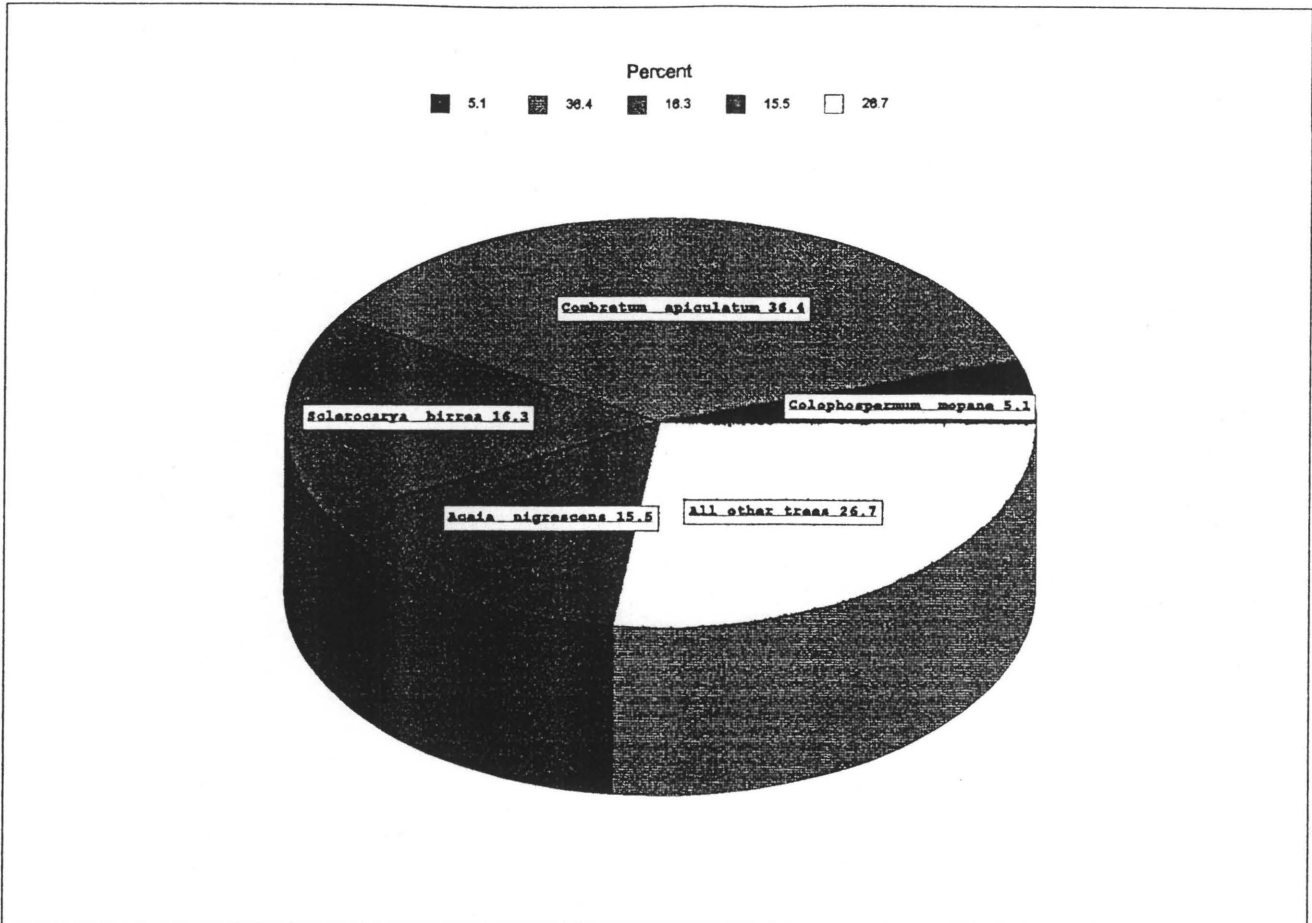 Percent
5.1 36.4 16.3 15.5 26.7
Combretum apiculatum 36.4
Colophospermum mopane 5.1
Sclerocarya birrea 16.3
Acaia nigrescens 15.5
All other trees 26.7